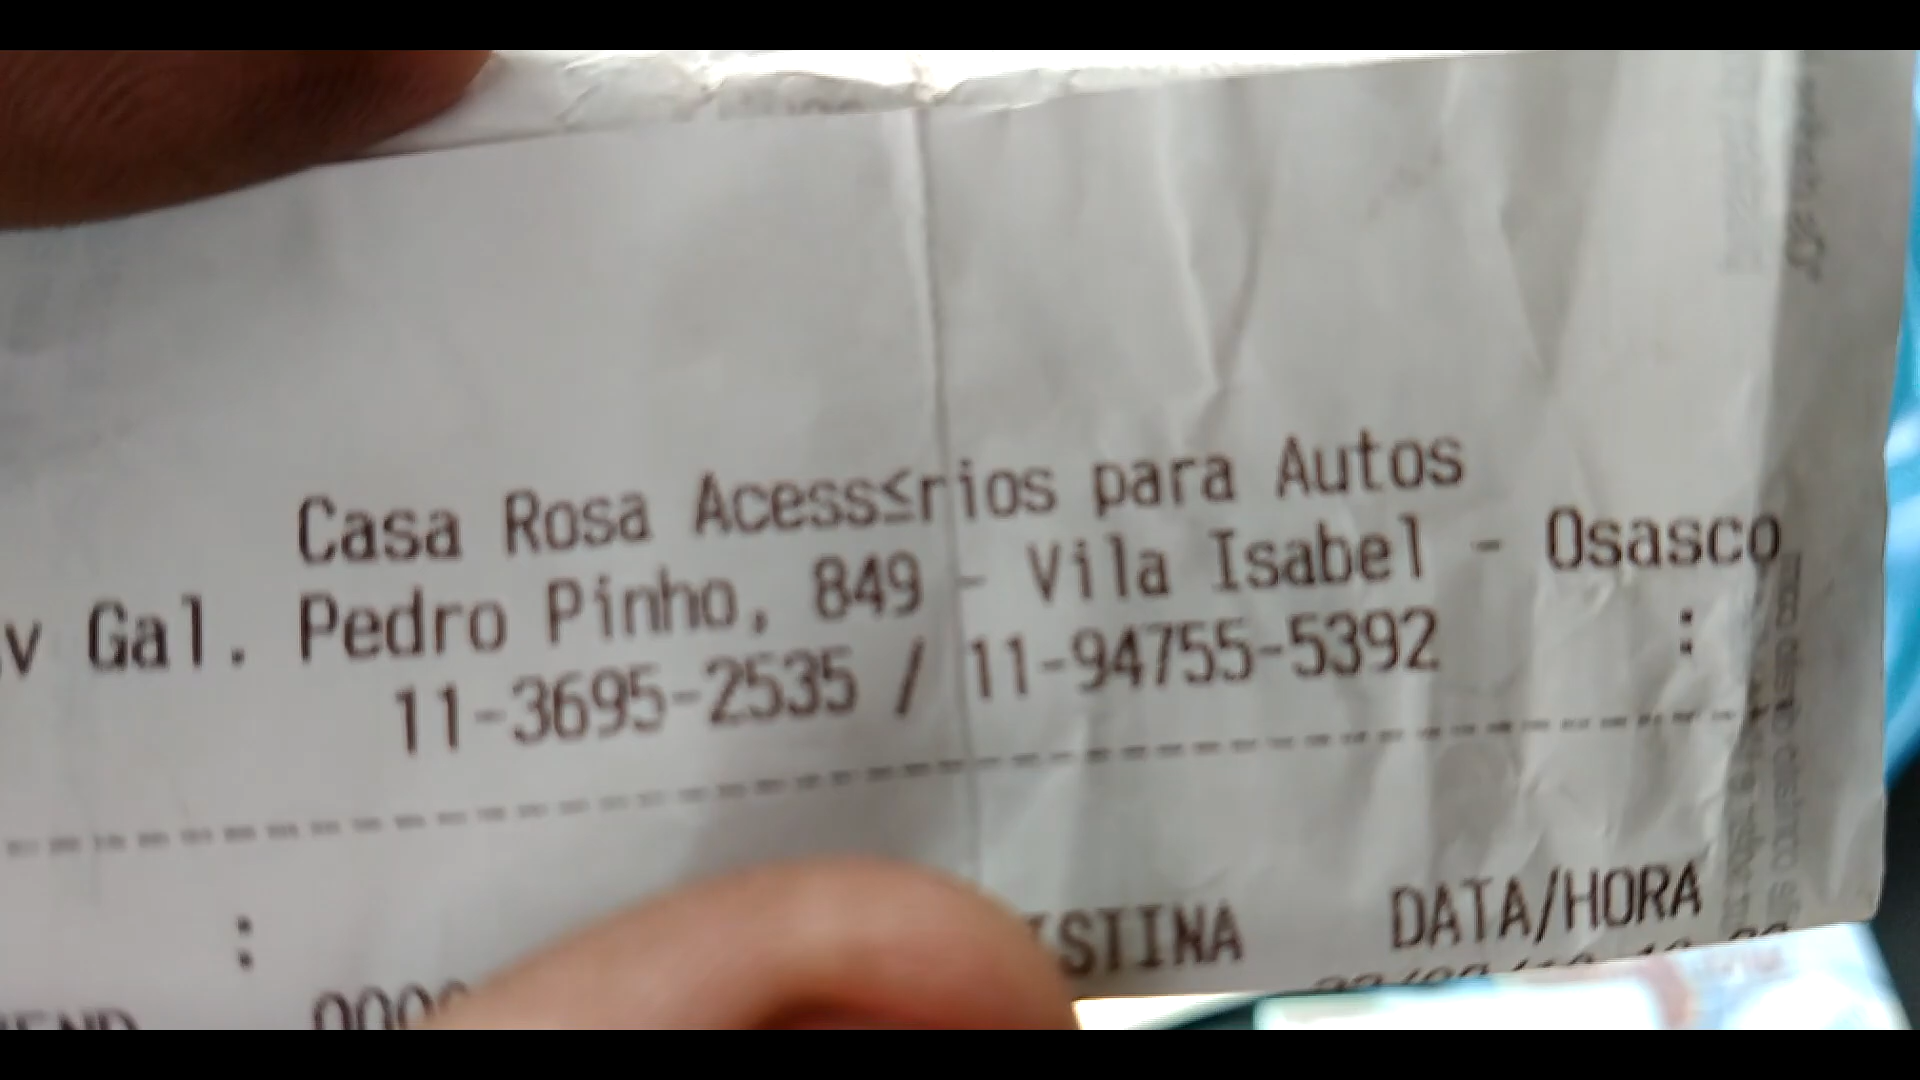 Casa Rosa Acess≤rios para Autos
v Gal. Pedro Pinho, 849 - Vila Isabel - Osasco
11-3695-2535 / 11-94755-5392 :
--------------------------------
: STINA DATA/HORA